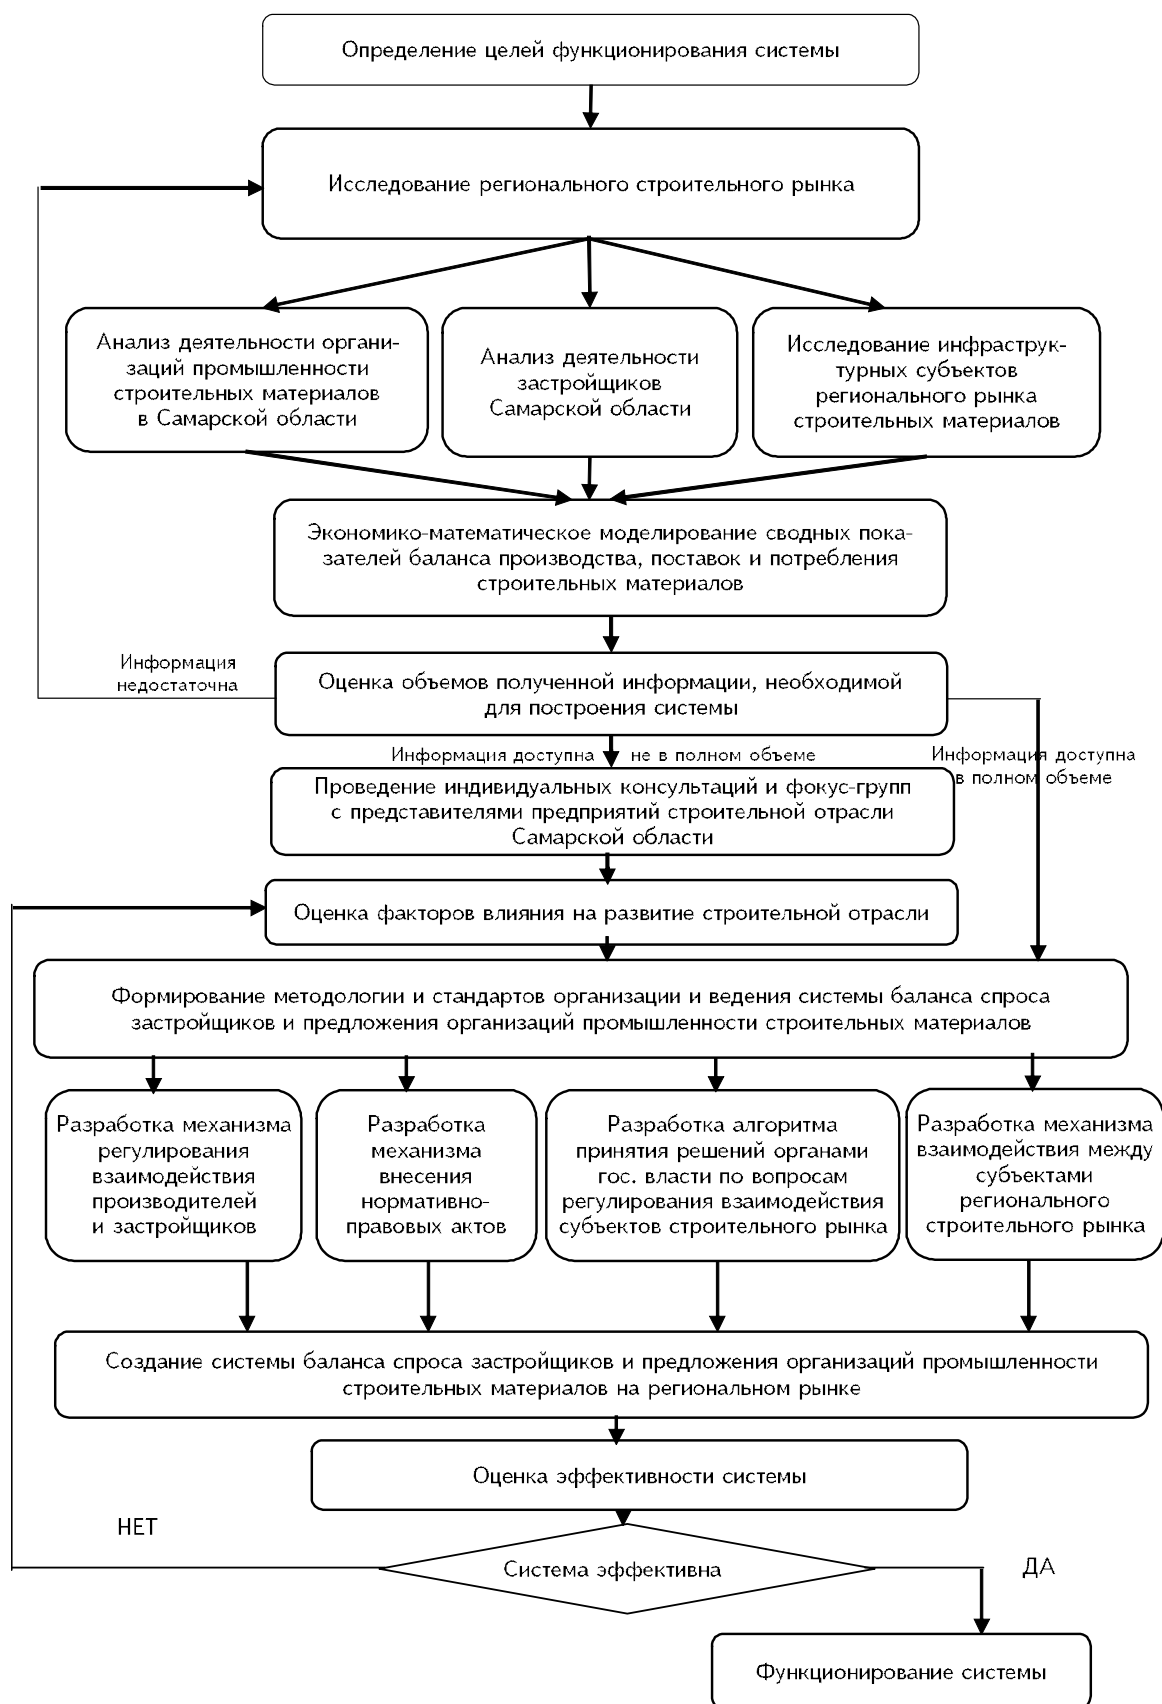 Определение целей функционирования системы
Исследование регионального строительного рынка
Анализ деятельности органи-
заций промышленности
строительных материалов
в Самарской области
Анализ деятельности
застройщиков
Самарской области
Исследование инфраструк-
турных субъектов
регионального рынка
строительных материалов
Экономико-математическое моделирование сводных пока-
зателей баланса производства, поставок и потребления
строительных материалов
Информация
недостаточна
Оценка объемов полученной информации, необходимой
для построения системы
Информация доступна не в полном объеме
Информация доступна
в полном объеме
Проведение индивидуальных консультаций и фокус-групп
с представителями предприятий строительной отрасли
Самарской области
Оценка факторов влияния на развитие строительной отрасли
Формирование методологии и стандартов организации и ведения системы баланса спроса
застройщиков и предложения организаций промышленности строительных материалов
Разработка механизма
регулирования
взаимодействия
производителей
и застройщиков
Разработка
механизма
внесения
нормативно-
правовых актов
Разработка алгоритма
принятия решений органами
гос. власти по вопросам
регулирования взаимодействия
субъектов строительного рынка
Разработка механизма
взаимодействия между
субъектами
регионального
строительного рынка
Создание системы баланса спроса застройщиков и предложения организаций промышленности
строительных материалов на региональном рынке
Оценка эффективности системы
НЕТ
Система эффективна
ДА
Функционирование системы